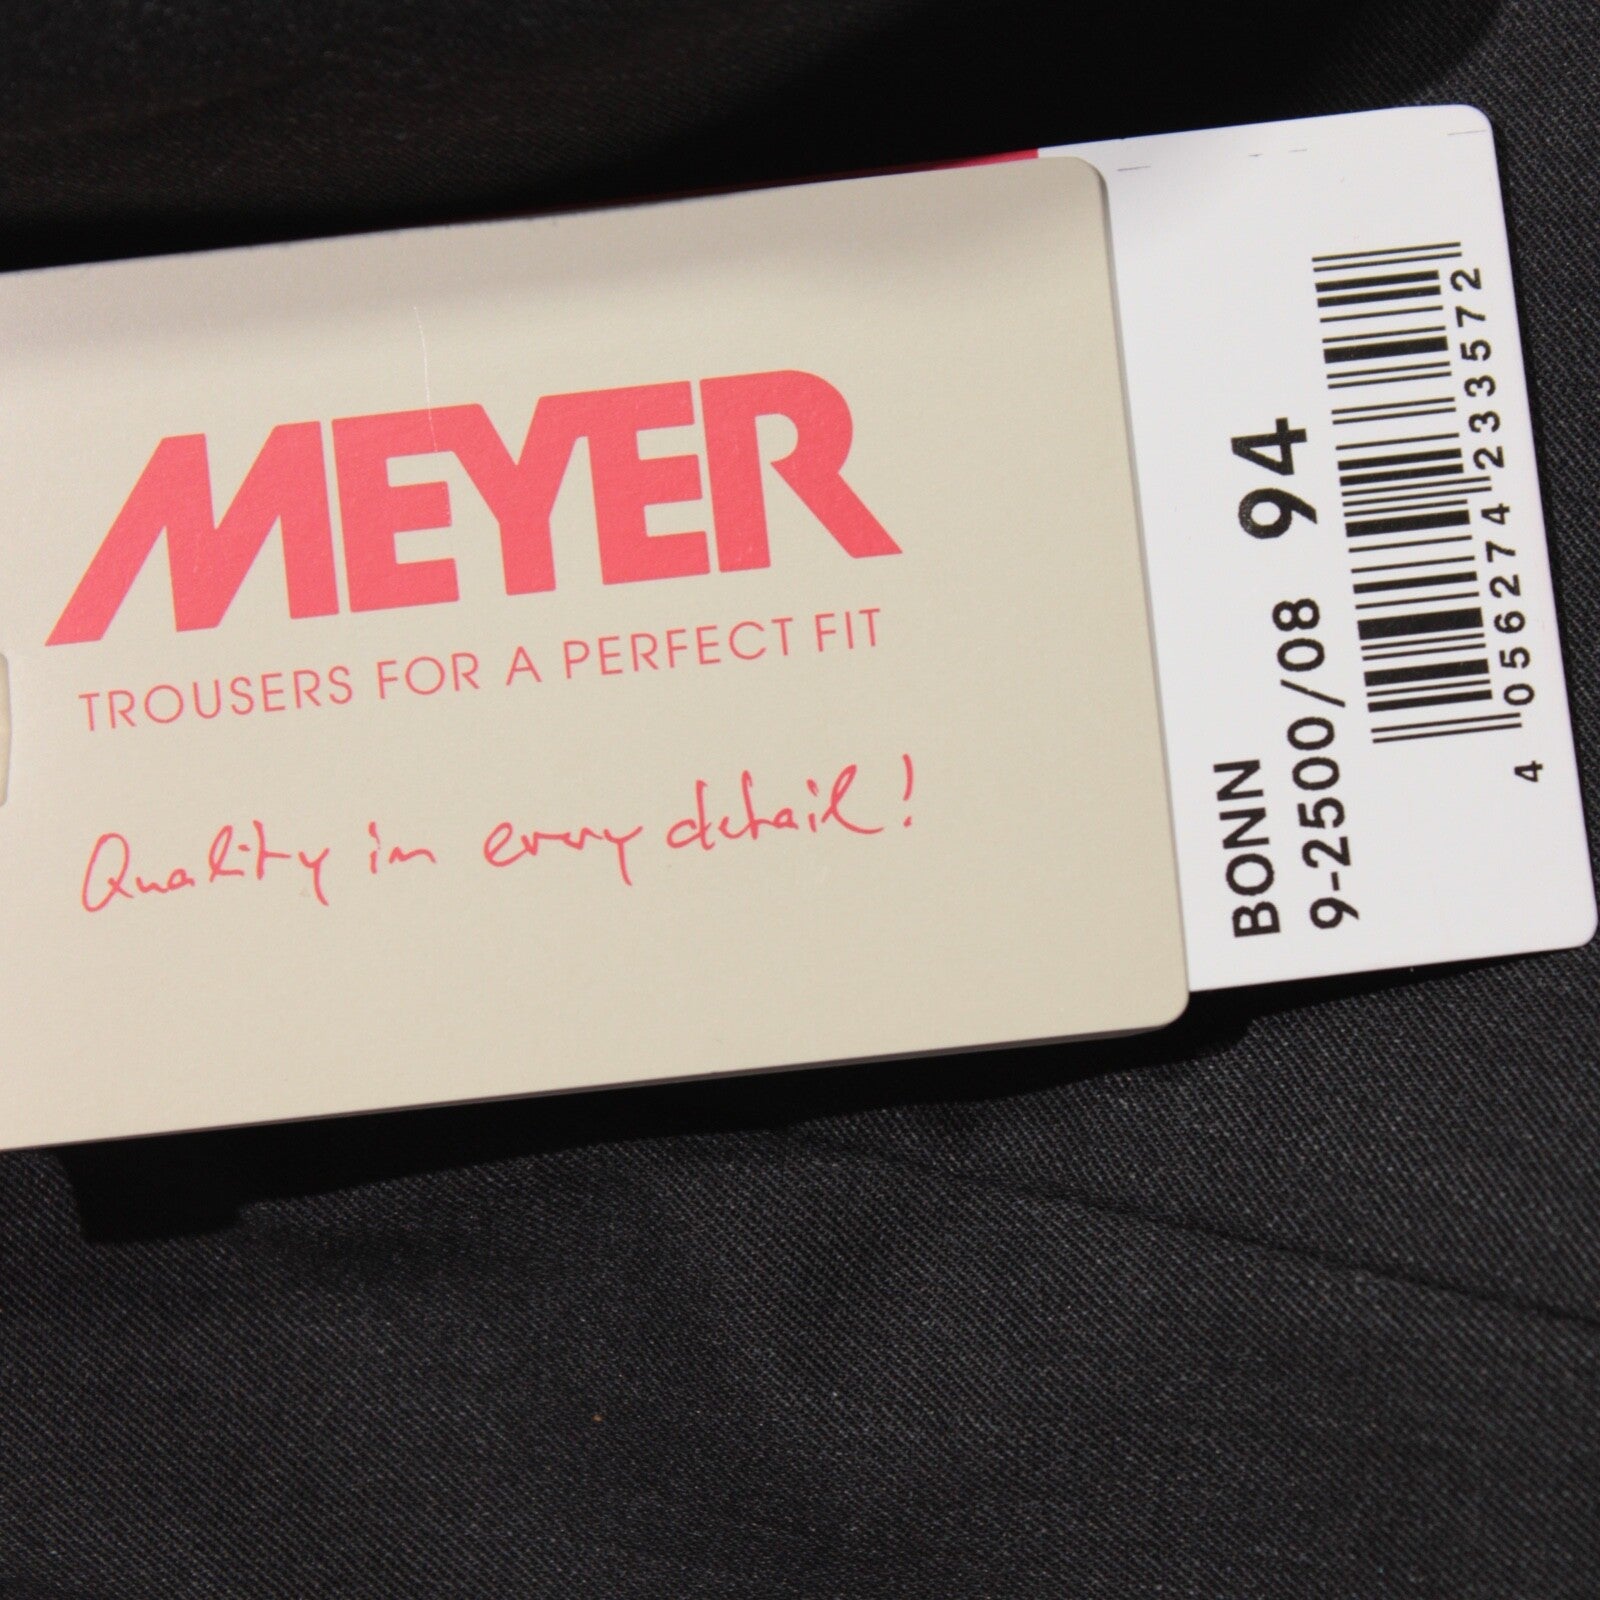 MEYER
TROUSERS FOR A PERFECT FIT
Quality in every detail!
BONN
9-2500/08 94
4 056274 233572